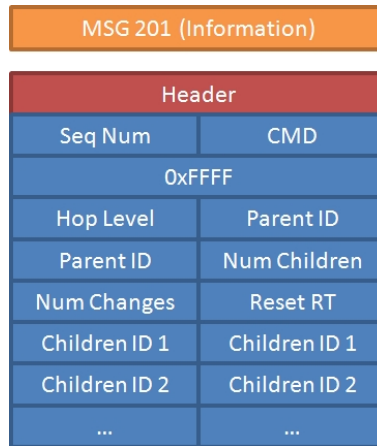 MSG 201 (Information)
Header
Seq Num CMD
0xFFFF
Hop Level Parent ID
Parent ID Num Children
Num Changes Reset RT
Children ID 1 Children ID 1
Children ID 2 Children ID 2
... ...